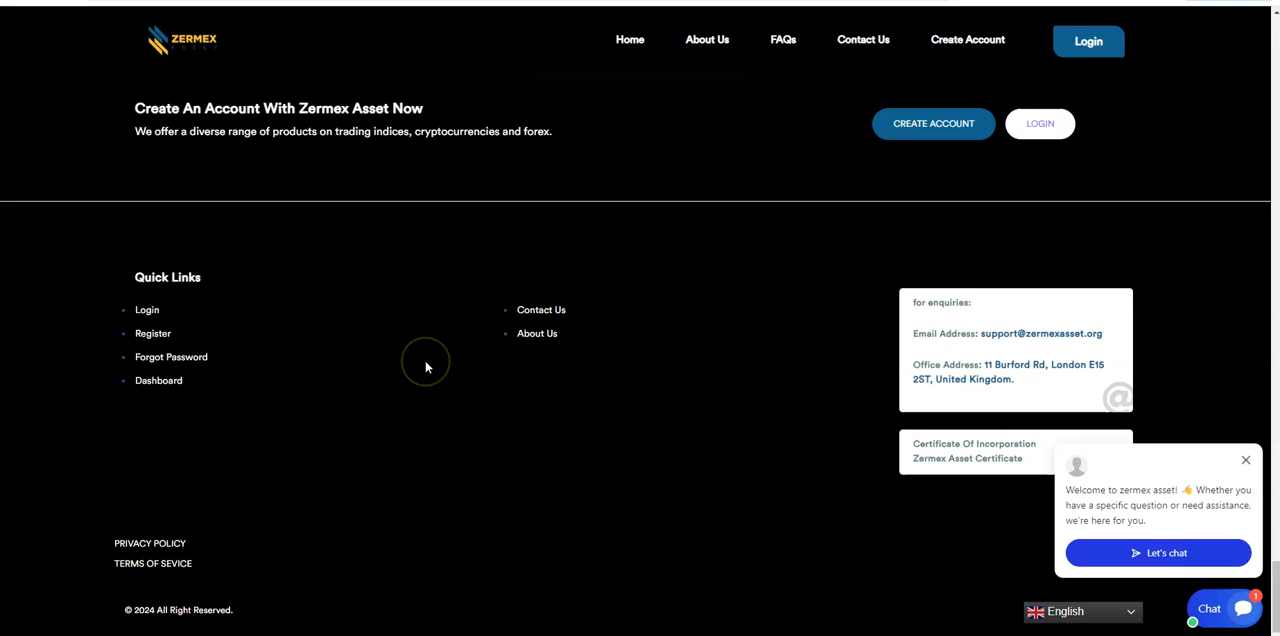 ZERMEX
ASSET
Home
About Us
FAQs
Contact Us
Create Account
Login
Create An Account With Zermex Asset Now
We offer a diverse range of products on trading indices, cryptocurrencies and forex.
CREATE ACCOUNT
LOGIN
Quick Links
Login
Register
Forgot Password
Dashboard
Contact Us
About Us
for enquiries:
Email Address: support@zermexasset.org
Office Address: 11 Burford Rd, London E15
2ST, United Kingdom.
@
Certificate Of Incorporation
Zermex Asset Certificate
Welcome to zermex asset! 👋 Whether you
have a specific question or need assistance,
we're here for you.
Let's chat
PRIVACY POLICY
TERMS OF SEVICE
© 2024 All Right Reserved.
English
Chat
1